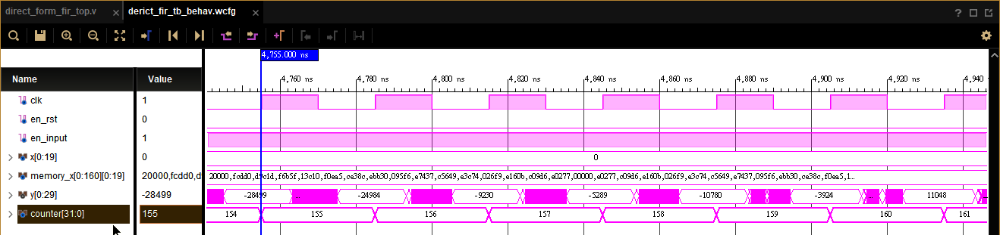 direct_form_fir_top.v × derict_fir_tb_behav.wcfg × ?
4,755.000 ns
Name Value
4,760 ns 4,780 ns 4,800 ns 4,820 ns 4,840 ns 4,860 ns 4,880 ns 4,900 ns 4,920 ns 4,940
clk 1
en_rst 0
en_input 1
x[0:19] 0 0
memory_x[0:160][0:19] 20000,fcdd0,d 20000,fcdd0,d9c1d,f6b5f,13c10,f0ea5,ce38c,ebb30,095f6,e7437,c5649,e3c74,026f9,e160b,c09d6,e0277,00000,e0277,c09d6,e160b,026f9,e3c74,c5649,e7437,095f6,ebb30,ce38c,f0ea5,1...
y[0:29] -28499 -28499 ... -24984 -9230 -5289 -10780 -3924 ... 11048
counter[31:0] 155 154 155 156 157 158 159 160 161